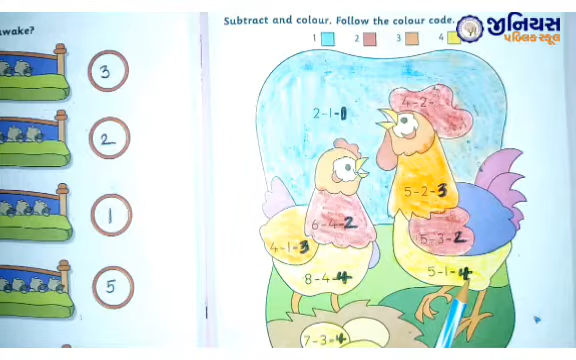 awake?
3
2
1
5
Subtract and colour. Follow the colour code.
1 2 3 4
જીનિયસ
પબ્લિક સ્કૂલ
2-1-1
4-2-
5-2-3
6-4-2
5-3-2
4-1=3
8-4-4
5-1-4
7-3=4